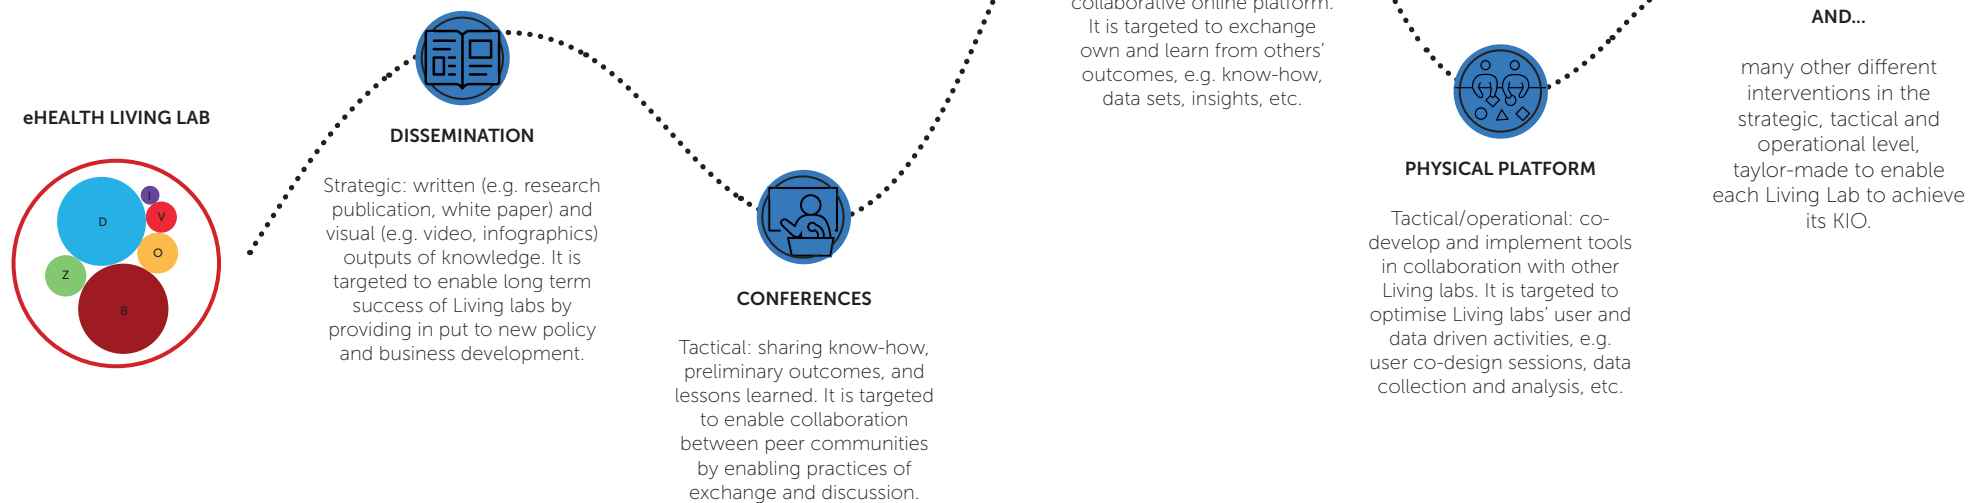 eHEALTH LIVING LAB
D
I
V
O
Z
B
DISSEMINATION
Strategic: written (e.g. research
publication, white paper) and
visual (e.g. video, infographics)
outputs of knowledge. It is
targeted to enable long term
success of Living labs by
providing in put to new policy
and business development.
CONFERENCES
Tactical: sharing know-how,
preliminary outcomes, and
lessons learned. It is targeted
to enable collaboration
between peer communities
by enabling practices of
exchange and discussion.
collaborative online platform.
It is targeted to exchange
own and learn from others’
outcomes, e.g. know-how,
data sets, insights, etc.
PHYSICAL PLATFORM
Tactical/operational: co-
develop and implement tools
in collaboration with other
Living labs. It is targeted to
optimise Living labs’ user and
data driven activities, e.g.
user co-design sessions, data
collection and analysis, etc.
AND...
many other different
interventions in the
strategic, tactical and
operational level,
taylor-made to enable
each Living Lab to achieve
its KIO.